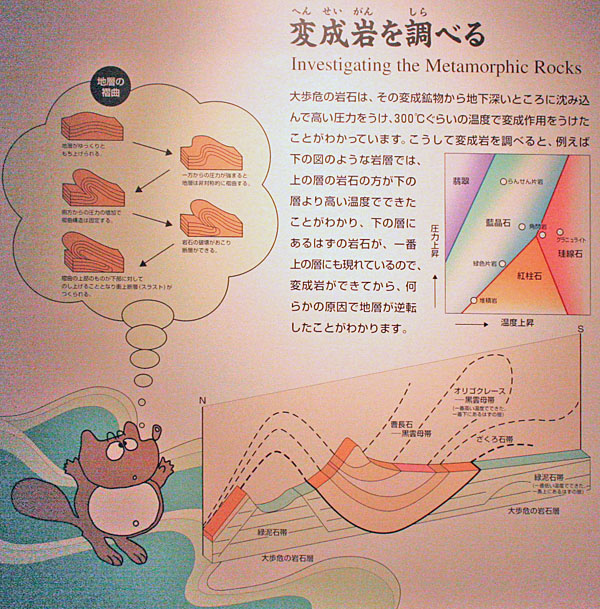 へん せい がん しら
変成岩を調べる
Investigating the Metamorphic Rocks
大歩危の岩石は、その変成鉱物から地下深いところに沈み込
んで高い圧力をうけ、300℃ぐらいの温度で変成作用をうけた
ことがわかっています。こうして変成岩を調べると、例えば
下の図のような岩層では、
上の層の岩石の方が下の
層より高い温度でできた
ことがわかり、下の層に
あるはずの岩石が、一番
上の層にも現れているので、
変成岩ができてから、何
らかの原因で地層が逆転
したことがわかります。
地層の
褶曲
地層がゆっくりと
もち上げられる。
一方からの圧力が強まると
地層は非対称的に褶曲する。
側方からの圧力の増加で
褶曲構造は固定する。
岩石の破壊がおこり
断層ができる。
褶曲の上部のものが下部に対して
のし上げることとなり衝上断層(スラスト)が
つくられる。
圧力上昇
翡翠
らんせん片岩
藍晶石
角閃岩
グラニュライト
珪線石
緑色片岩
紅柱石
堆積岩
温度上昇
N
S
オリゴクレース
―黒雲母帯
(一番高い温度でできた、
一番下にあるはずの層)
曹長石
―黒雲母帯
ざくろ石帯
緑泥石帯
(一番低い温度でできた、
一番上にあるはずの層)
大歩危の岩石層
緑泥石帯
大歩危の岩石層